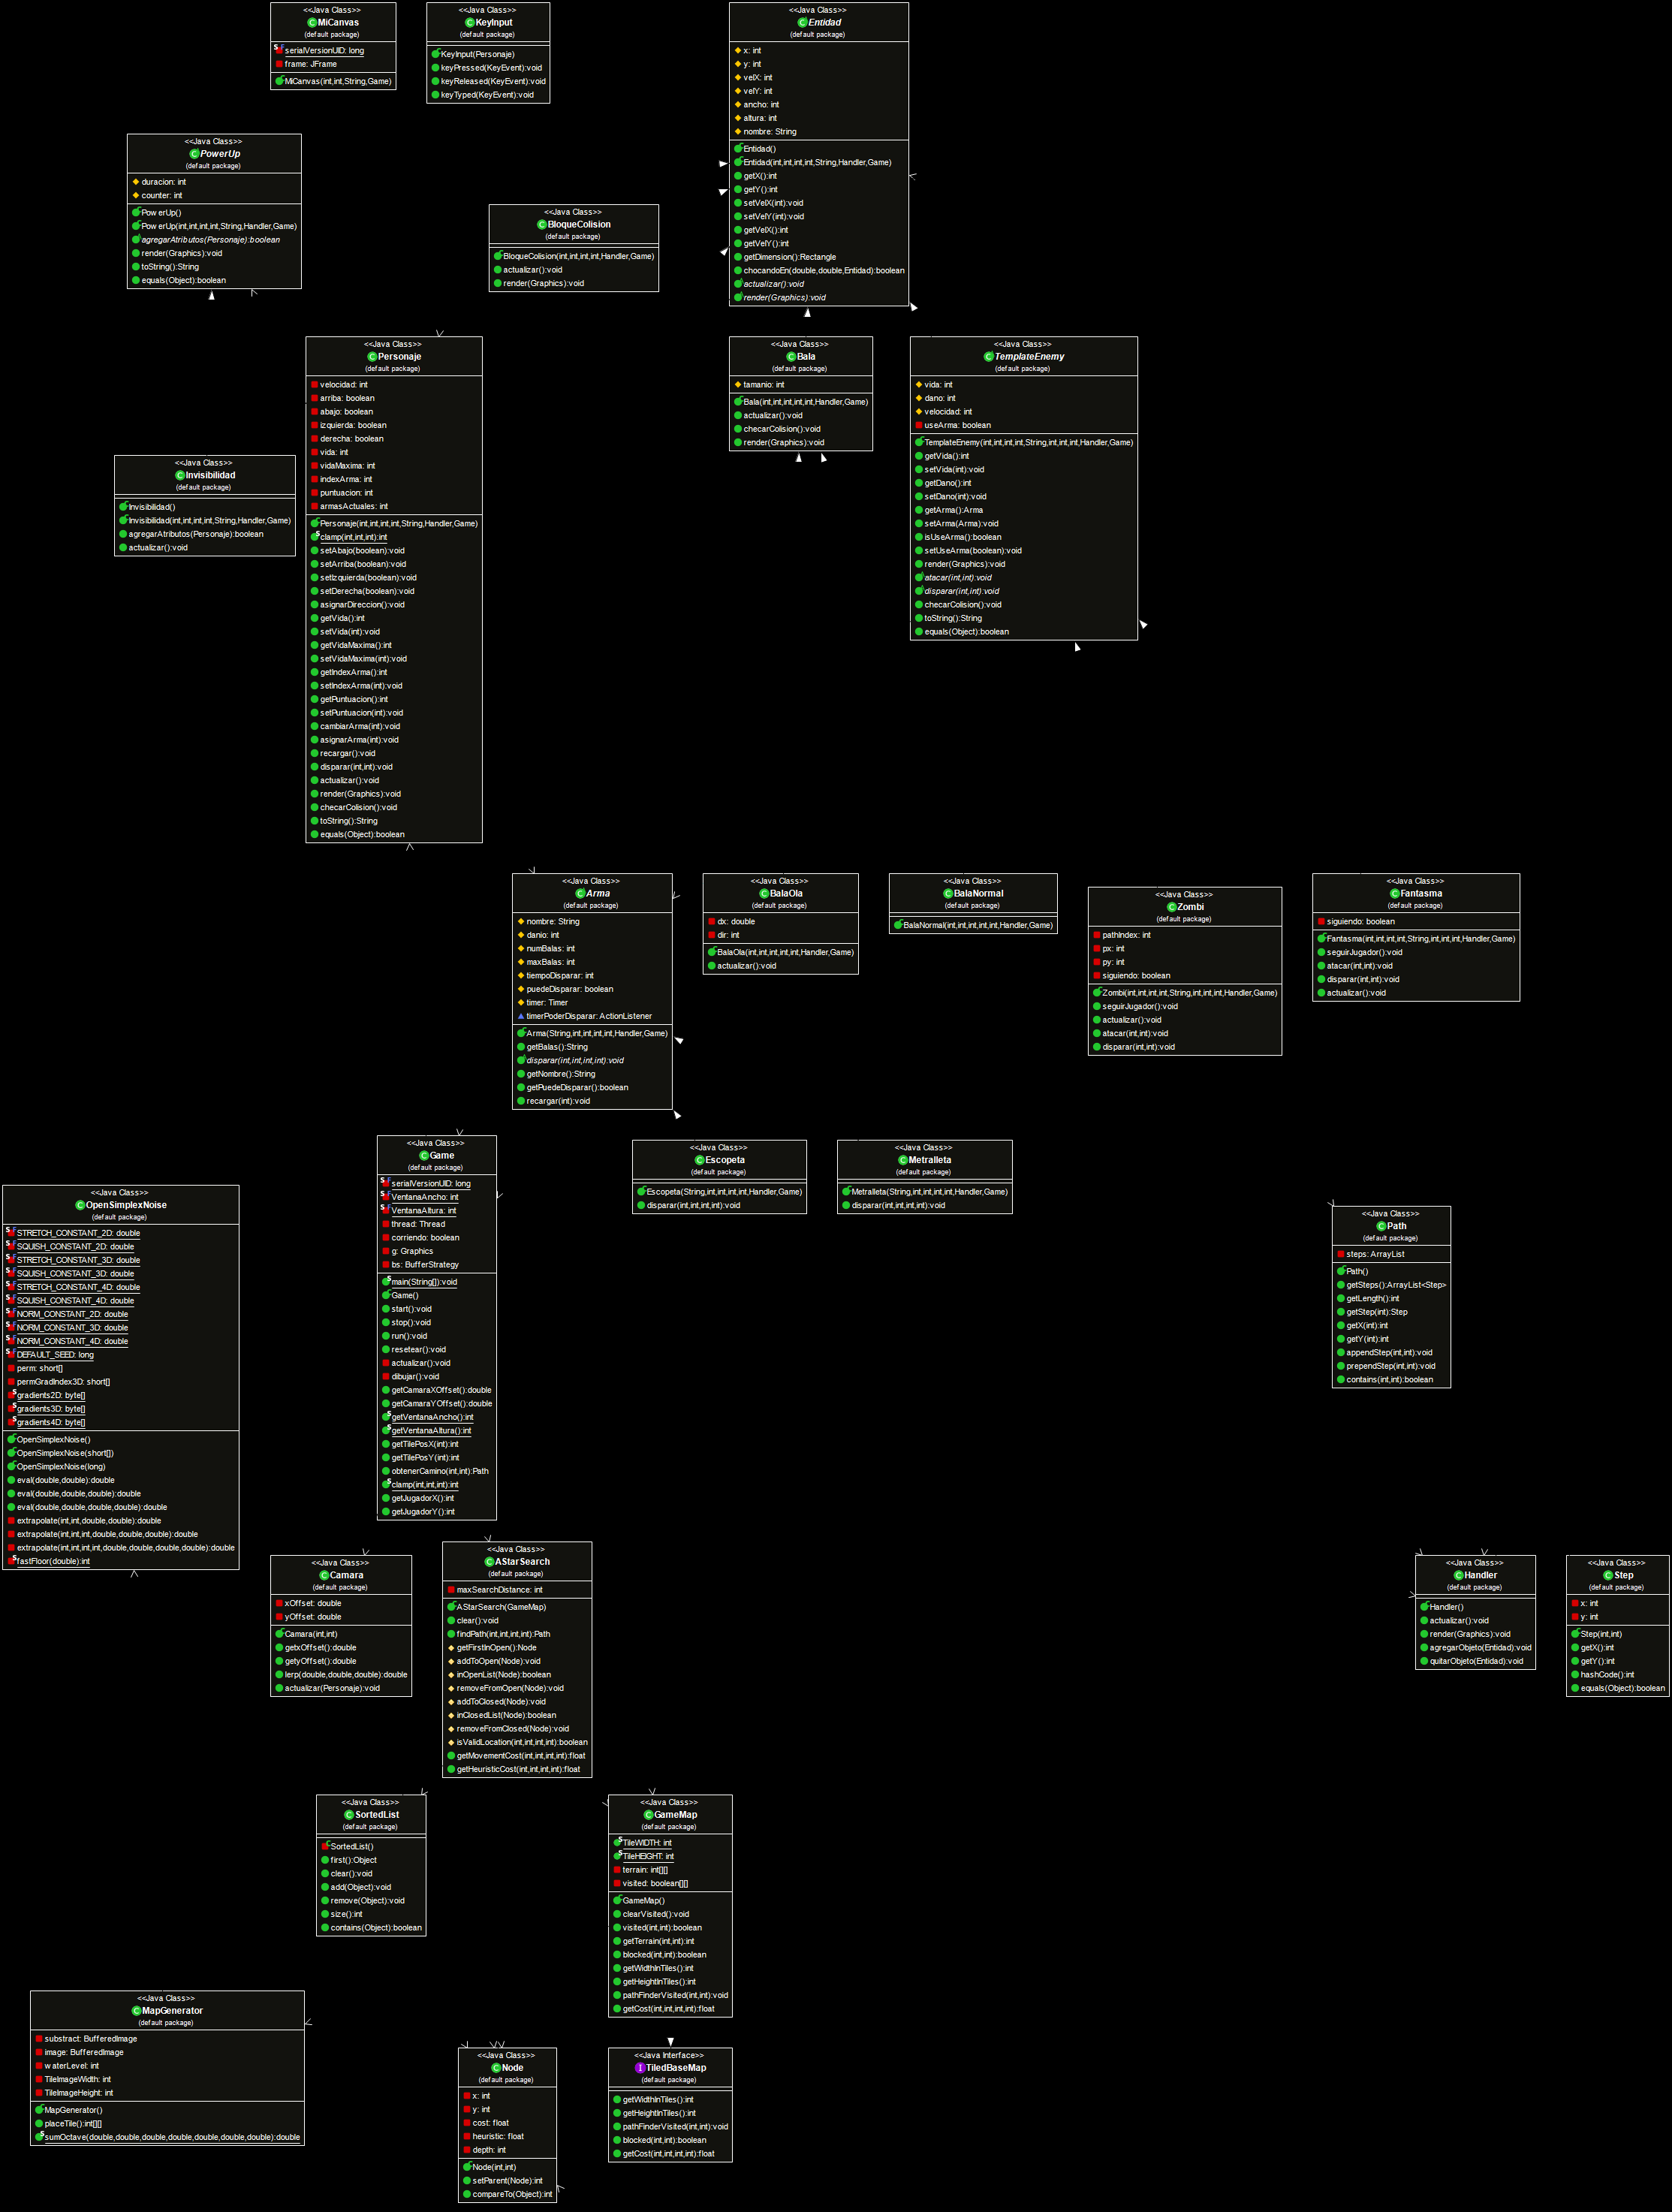 <<Java Class>>
MiCanvas
(default package)
serialVersionUID: long
frame: JFrame
MiCanvas(int,int,String,Game)
<<Java Class>>
KeyInput
(default package)
KeyInput(Personaje)
keyPressed(KeyEvent):void
keyReleased(KeyEvent):void
keyTyped(KeyEvent):void
<<Java Class>>
Entidad
(default package)
x: int
y: int
velX: int
velY: int
ancho: int
altura: int
nombre: String
Entidad()
Entidad(int,int,int,int,String,Handler,Game)
getX():int
getY():int
setVelX(int):void
setVelY(int):void
getVelX():int
getVelY():int
getDimension():Rectangle
chocandoEn(double,double,Entidad):boolean
actualizar():void
render(Graphics):void
<<Java Class>>
PowerUp
(default package)
duracion: int
counter: int
PowerUp()
PowerUp(int,int,int,int,String,Handler,Game)
agregarAtributos(Personaje):boolean
render(Graphics):void
toString():String
equals(Object):boolean
<<Java Class>>
BloqueColision
(default package)
BloqueColision(int,int,int,int,Handler,Game)
actualizar():void
render(Graphics):void
<<Java Class>>
Personaje
(default package)
velocidad: int
arriba: boolean
abajo: boolean
izquierda: boolean
derecha: boolean
vida: int
vidaMaxima: int
indexArma: int
puntuacion: int
armasActuales: int
Personaje(int,int,int,int,String,Handler,Game)
clamp(int,int,int):int
setAbajo(boolean):void
setArriba(boolean):void
setIzquierda(boolean):void
setDerecha(boolean):void
asignarDireccion():void
getVida():int
setVida(int):void
getVidaMaxima():int
setVidaMaxima(int):void
getIndexArma():int
setIndexArma(int):void
getPuntuacion():int
setPuntuacion(int):void
cambiarArma(int):void
asignarArma(int):void
recargar():void
disparar(int,int):void
actualizar():void
render(Graphics):void
checarColision():void
toString():String
equals(Object):boolean
<<Java Class>>
Bala
(default package)
tamanio: int
Bala(int,int,int,int,int,Handler,Game)
actualizar():void
checarColision():void
render(Graphics):void
<<Java Class>>
TemplateEnemy
(default package)
vida: int
dano: int
velocidad: int
useArma: boolean
TemplateEnemy(int,int,int,int,String,int,int,int,Handler,Game)
getVida():int
setVida(int):void
getDano():int
setDano(int):void
getArma():Arma
setArma(Arma):void
isUseArma():boolean
setUseArma(boolean):void
render(Graphics):void
atacar(int,int):void
disparar(int,int):void
checarColision():void
toString():String
equals(Object):boolean
<<Java Class>>
Invisibilidad
(default package)
Invisibilidad()
Invisibilidad(int,int,int,int,String,Handler,Game)
agregarAtributos(Personaje):boolean
actualizar():void
<<Java Class>>
Arma
(default package)
nombre: String
danio: int
numBalas: int
maxBalas: int
tiempoDisparar: int
puedeDisparar: boolean
timer: Timer
timerPoderDisparar: ActionListener
Arma(String,int,int,int,int,Handler,Game)
getBalas():String
disparar(int,int,int,int):void
getNombre():String
getPuedeDisparar():boolean
recargar(int):void
<<Java Class>>
BalaOla
(default package)
dx: double
dir: int
BalaOla(int,int,int,int,int,Handler,Game)
actualizar():void
<<Java Class>>
BalaNormal
(default package)
BalaNormal(int,int,int,int,int,Handler,Game)
<<Java Class>>
Zombi
(default package)
pathIndex: int
px: int
py: int
siguiendo: boolean
Zombi(int,int,int,int,String,int,int,int,Handler,Game)
seguirJugador():void
actualizar():void
atacar(int,int):void
disparar(int,int):void
<<Java Class>>
Fantasma
(default package)
siguiendo: boolean
Fantasma(int,int,int,int,String,int,int,int,Handler,Game)
seguirJugador():void
atacar(int,int):void
disparar(int,int):void
actualizar():void
<<Java Class>>
Game
(default package)
serialVersionUID: long
VentanaAncho: int
VentanaAltura: int
thread: Thread
corriendo: boolean
g: Graphics
bs: BufferStrategy
main(String[]):void
Game()
start():void
stop():void
run():void
resetear():void
actualizar():void
dibujar():void
getCamaraXOffset():double
getCamaraYOffset():double
getVentanaAncho():int
getVentanaAltura():int
getTilePosX(int):int
getTilePosY(int):int
obtenerCamino(int,int):Path
clamp(int,int,int):int
getJugadorX():int
getJugadorY():int
<<Java Class>>
Escopeta
(default package)
Escopeta(String,int,int,int,int,Handler,Game)
disparar(int,int,int,int):void
<<Java Class>>
Metralleta
(default package)
Metralleta(String,int,int,int,int,Handler,Game)
disparar(int,int,int,int):void
<<Java Class>>
OpenSimplexNoise
(default package)
STRETCH_CONSTANT_2D: double
SQUISH_CONSTANT_2D: double
STRETCH_CONSTANT_3D: double
SQUISH_CONSTANT_3D: double
STRETCH_CONSTANT_4D: double
SQUISH_CONSTANT_4D: double
NORM_CONSTANT_2D: double
NORM_CONSTANT_3D: double
NORM_CONSTANT_4D: double
DEFAULT_SEED: long
perm: short[]
permGradIndex3D: short[]
gradients2D: byte[]
gradients3D: byte[]
gradients4D: byte[]
OpenSimplexNoise()
OpenSimplexNoise(short[])
OpenSimplexNoise(long)
eval(double,double):double
eval(double,double,double):double
eval(double,double,double,double):double
extrapolate(int,int,double,double):double
extrapolate(int,int,int,double,double,double):double
extrapolate(int,int,int,int,double,double,double,double):double
fastFloor(double):int
<<Java Class>>
Path
(default package)
steps: ArrayList
Path()
getSteps():ArrayList<Step>
getLength():int
getStep(int):Step
getX(int):int
getY(int):int
appendStep(int,int):void
prependStep(int,int):void
contains(int,int):boolean
<<Java Class>>
Camara
(default package)
xOffset: double
yOffset: double
Camara(int,int)
getxOffset():double
getyOffset():double
lerp(double,double,double):double
actualizar(Personaje):void
<<Java Class>>
AStarSearch
(default package)
maxSearchDistance: int
AStarSearch(GameMap)
clear():void
findPath(int,int,int,int):Path
getFirstInOpen():Node
addToOpen(Node):void
inOpenList(Node):boolean
removeFromOpen(Node):void
addToClosed(Node):void
inClosedList(Node):boolean
removeFromClosed(Node):void
isValidLocation(int,int,int,int):boolean
getMovementCost(int,int,int,int):float
getHeuristicCost(int,int,int,int):float
<<Java Class>>
Handler
(default package)
Handler()
actualizar():void
render(Graphics):void
agregarObjeto(Entidad):void
quitarObjeto(Entidad):void
<<Java Class>>
Step
(default package)
x: int
y: int
Step(int,int)
getX():int
getY():int
hashCode():int
equals(Object):boolean
<<Java Class>>
SortedList
(default package)
SortedList()
first():Object
clear():void
add(Object):void
remove(Object):void
size():int
contains(Object):boolean
<<Java Class>>
GameMap
(default package)
TileWIDTH: int
TileHEIGHT: int
terrain: int[][]
visited: boolean[][]
GameMap()
clearVisited():void
visited(int,int):boolean
getTerrain(int,int):int
blocked(int,int):boolean
getWidthInTiles():int
getHeightInTiles():int
pathFinderVisited(int,int):void
getCost(int,int,int,int):float
<<Java Class>>
MapGenerator
(default package)
substract: BufferedImage
image: BufferedImage
waterLevel: int
TileImageWidth: int
TileImageHeight: int
MapGenerator()
placeTile():int[][]
sumOctave(double,double,double,double,double,double,double):double
<<Java Class>>
Node
(default package)
x: int
y: int
cost: float
heuristic: float
depth: int
Node(int,int)
setParent(Node):int
compareTo(Object):int
<<Java Interface>>
TiledBaseMap
(default package)
getWidthInTiles():int
getHeightInTiles():int
pathFinderVisited(int,int):void
blocked(int,int):boolean
getCost(int,int,int,int):float